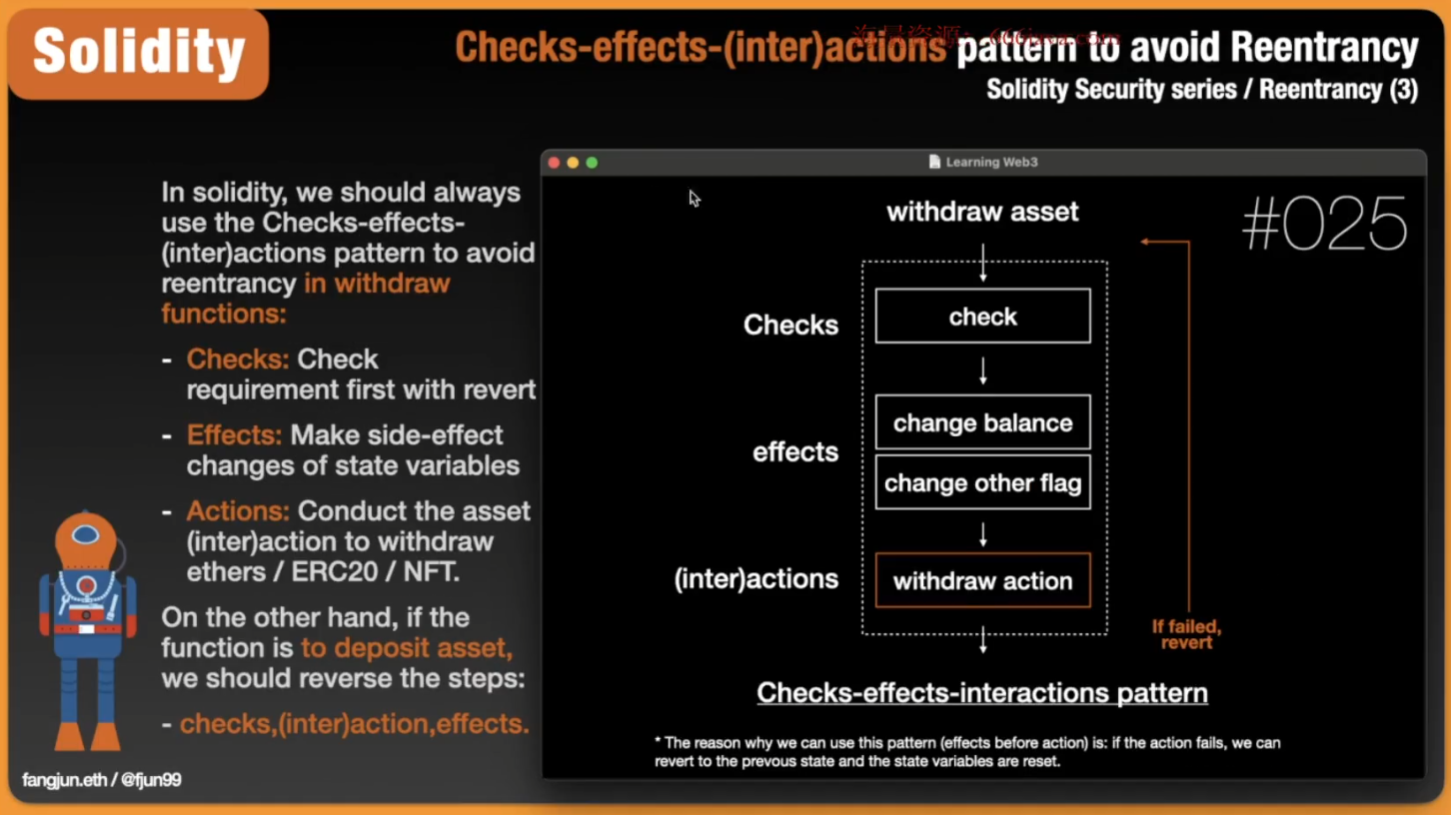 Solidity
Checks-effects-(inter)actions pattern to avoid Reentrancy
Solidity Security series / Reentrancy (3)
In solidity, we should always
use the Checks-effects-
(inter)actions pattern to avoid
reentrancy in withdraw
functions:
- Checks: Check
requirement first with revert
- Effects: Make side-effect
changes of state variables
- Actions: Conduct the asset
(inter)action to withdraw
ethers / ERC20 / NFT.
On the other hand, if the
function is to deposit asset,
we should reverse the steps:
- checks,(inter)action,effects.
fangjun.eth / @fjun99
Learning Web3
#025
withdraw asset
Checks
check
effects
change balance
change other flag
(inter)actions
withdraw action
If failed,
revert
Checks-effects-interactions pattern
* The reason why we can use this pattern (effects before action) is: if the action fails, we can
revert to the prevous state and the state variables are reset.